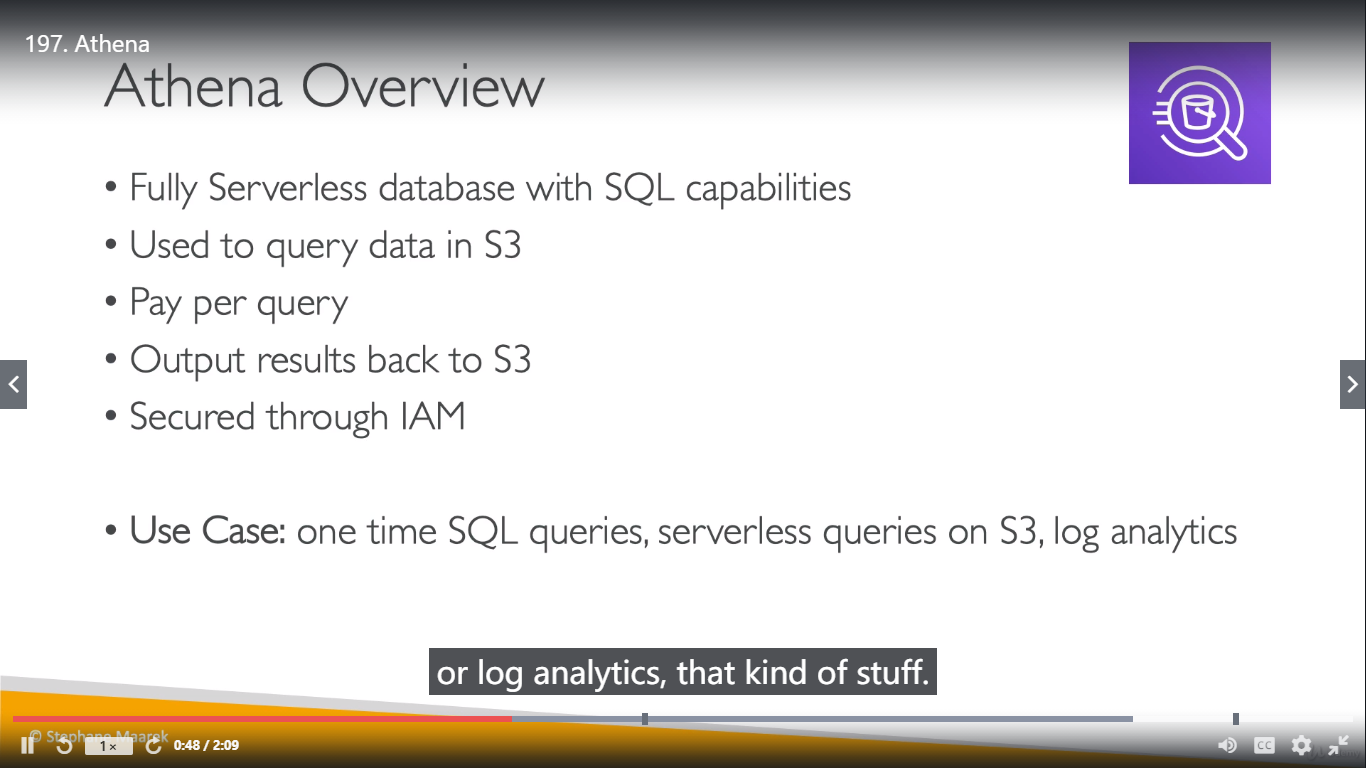 197. Athena
Athena Overview
• Fully Serverless database with SQL capabilities
• Used to query data in S3
• Pay per query
• Output results back to S3
• Secured through IAM
• Use Case: one time SQL queries, serverless queries on S3, log analytics
or log analytics, that kind of stuff.
© Stephane Maarek
1×
0:48 / 2:09
CC